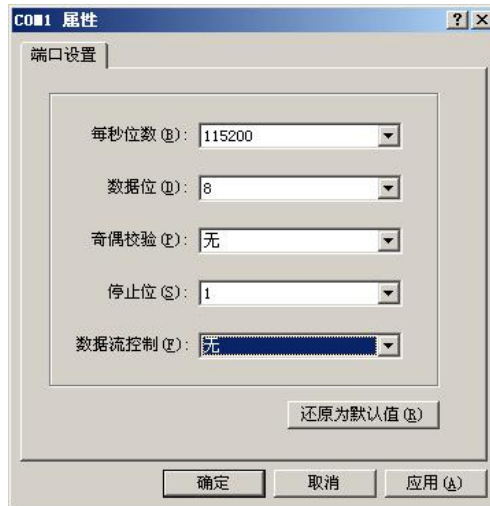 COM1 属性
端口设置
每秒位数(B): 115200
数据位(D): 8
奇偶校验(P): 无
停止位(S): 1
数据流控制(F): 无
还原为默认值(R)
确定 取消 应用(A)